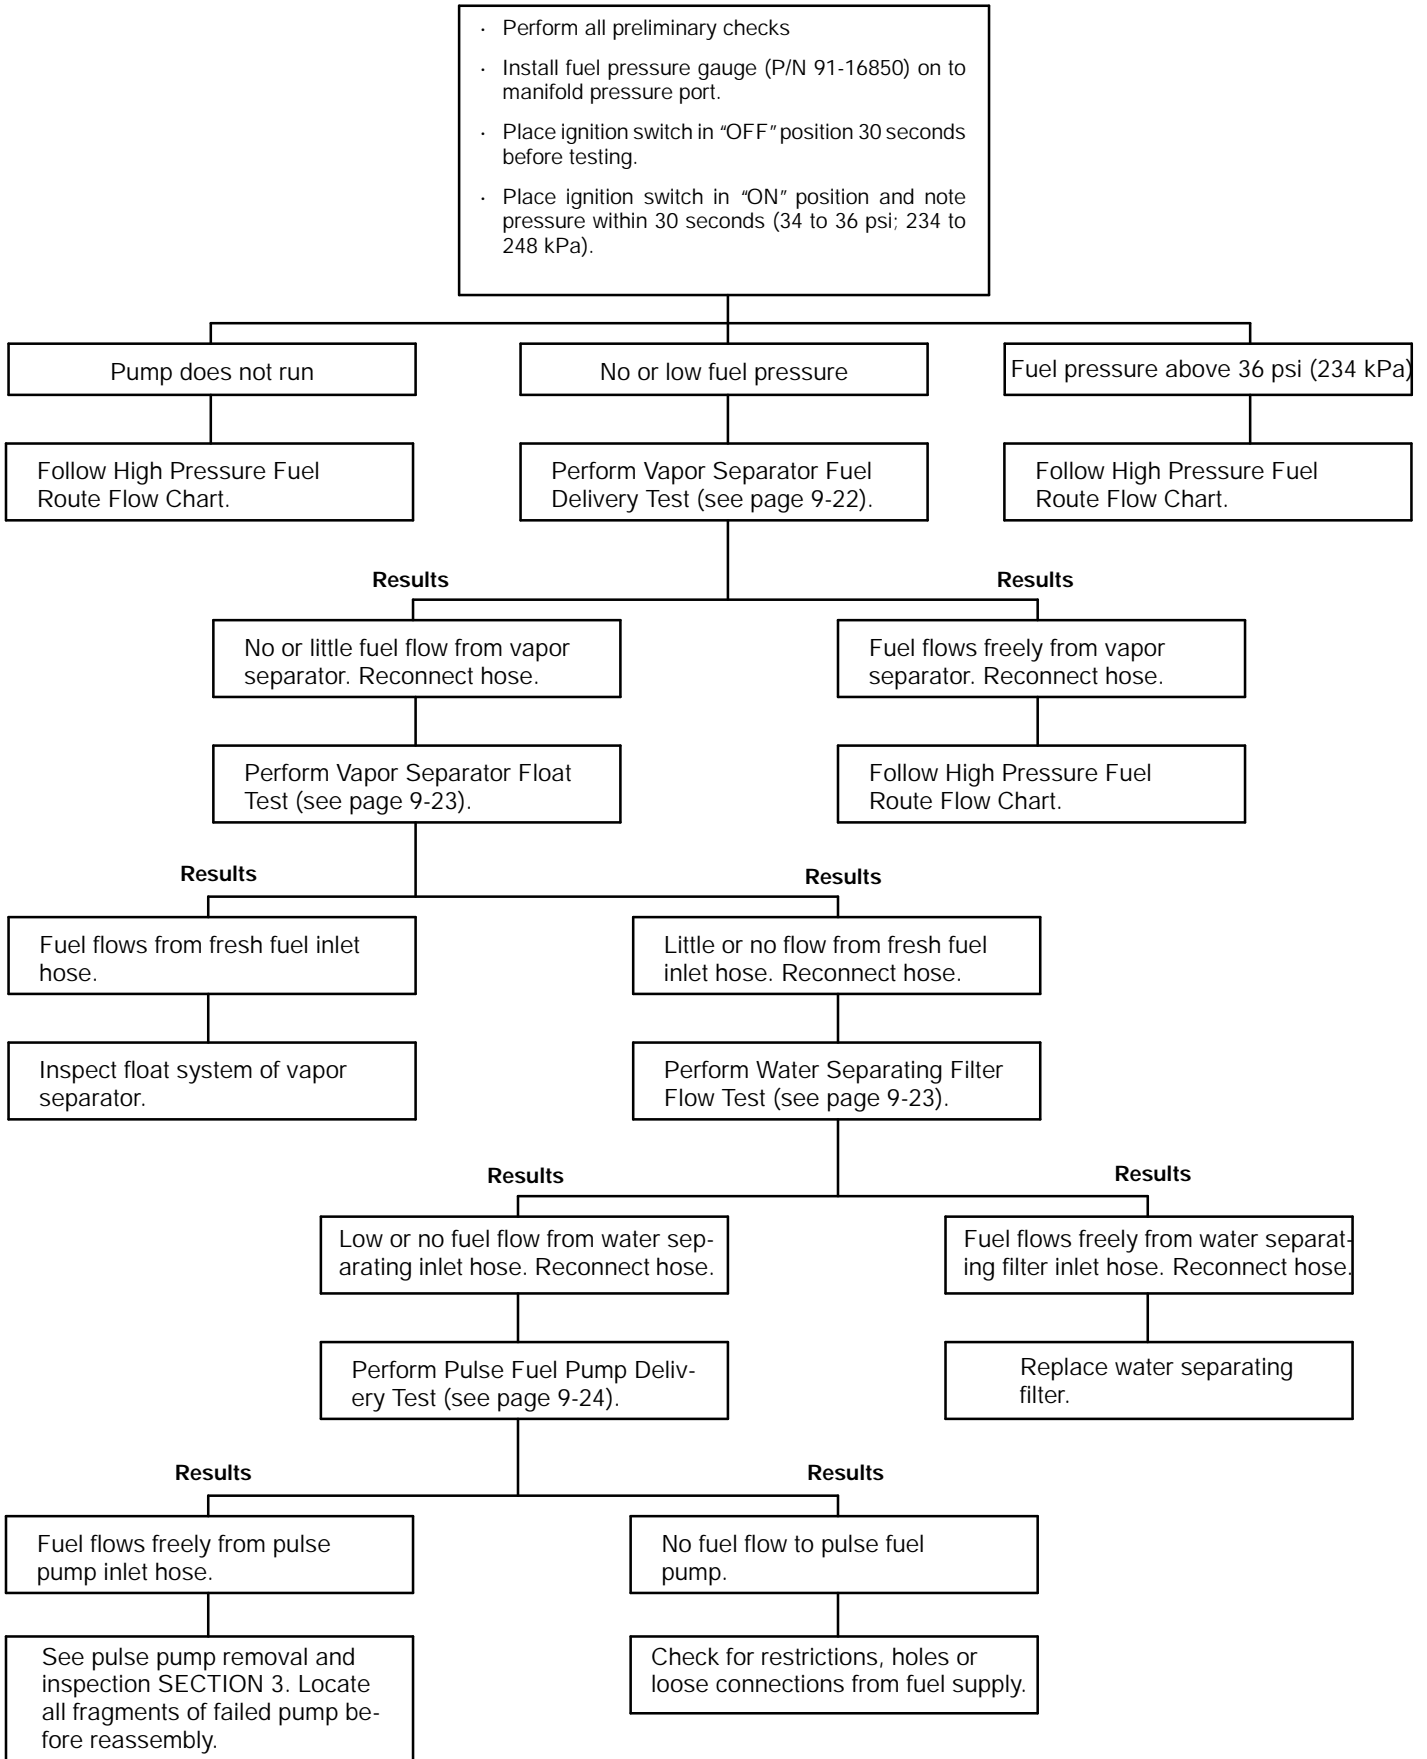 · Perform all preliminary checks
· Install fuel pressure gauge (P/N 91-16850) on to
manifold pressure port.
· Place ignition switch in “OFF” position 30 seconds
before testing.
· Place ignition switch in “ON” position and note
pressure within 30 seconds (34 to 36 psi; 234 to
248 kPa).
Pump does not run
No or low fuel pressure
Fuel pressure above 36 psi (234 kPa)
Follow High Pressure Fuel
Route Flow Chart.
Perform Vapor Separator Fuel
Delivery Test (see page 9-22).
Follow High Pressure Fuel
Route Flow Chart.
Results
Results
No or little fuel flow from vapor
separator. Reconnect hose.
Fuel flows freely from vapor
separator. Reconnect hose.
Perform Vapor Separator Float
Test (see page 9-23).
Follow High Pressure Fuel
Route Flow Chart.
Results
Results
Fuel flows from fresh fuel inlet
hose.
Little or no flow from fresh fuel
inlet hose. Reconnect hose.
Inspect float system of vapor
separator.
Perform Water Separating Filter
Flow Test (see page 9-23).
Results
Results
Low or no fuel flow from water sep-
arating inlet hose. Reconnect hose.
Fuel flows freely from water separat-
ing filter inlet hose. Reconnect hose.
Perform Pulse Fuel Pump Deliv-
ery Test (see page 9-24).
Replace water separating
filter.
Results
Results
Fuel flows freely from pulse
pump inlet hose.
No fuel flow to pulse fuel
pump.
See pulse pump removal and
inspection SECTION 3. Locate
all fragments of failed pump be-
fore reassembly.
Check for restrictions, holes or
loose connections from fuel supply.